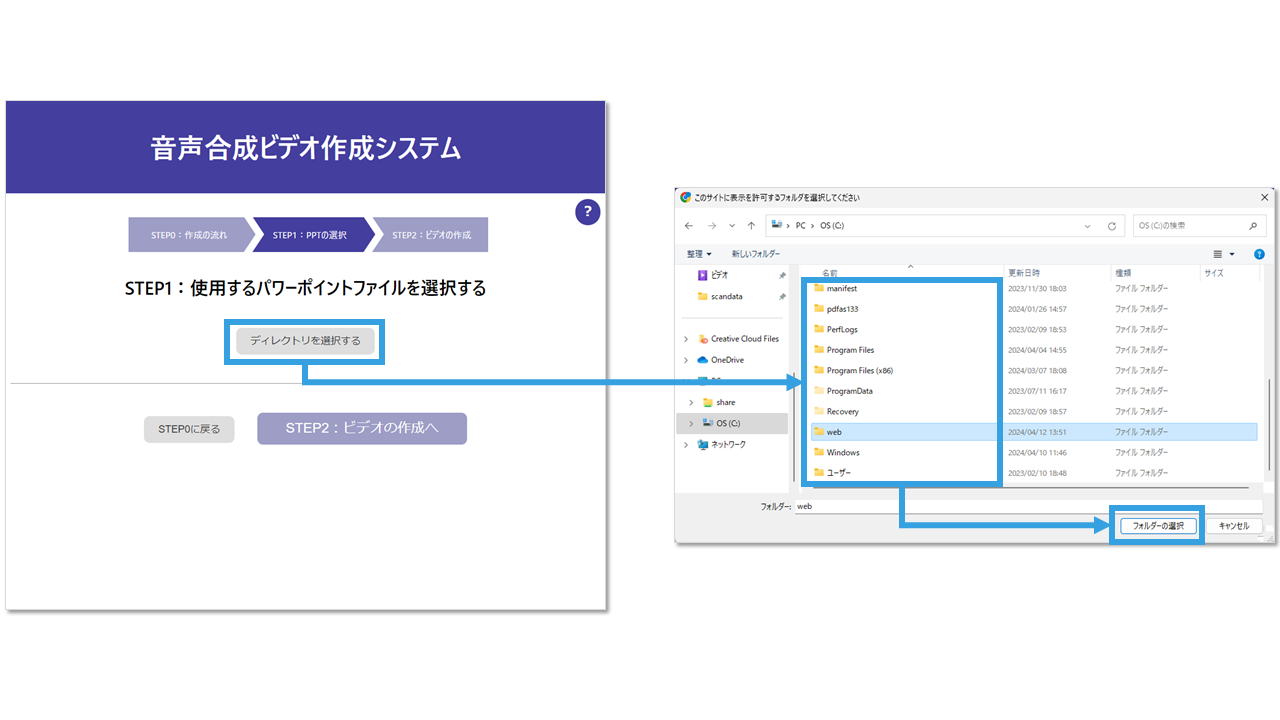 音声合成ビデオ作成システム
?
STEP0：作成の流れ
STEP1：PPTの選択
STEP2：ビデオの作成
STEP1：使用するパワーポイントファイルを選択する
ディレクトリを選択する
STEP0に戻る
STEP2：ビデオの作成へ
このサイトに表示を許可するフォルダを選択してください
PC › OS (C:)
OS (C:)の検索
整理
新しいフォルダー
ビデオ
scandata
Creative Cloud Files
OneDrive
share
OS (C:)
ネットワーク
名前 更新日時 種類 サイズ
manifest 2023/11/30 18:03 ファイル フォルダー
pdfas133 2024/01/26 14:57 ファイル フォルダー
PerfLogs 2023/02/09 18:53 ファイル フォルダー
Program Files 2024/04/04 14:55 ファイル フォルダー
Program Files (x86) 2024/03/07 18:08 ファイル フォルダー
ProgramData 2023/07/11 16:17 ファイル フォルダー
Recovery 2023/02/09 18:57 ファイル フォルダー
web 2024/04/12 13:51 ファイル フォルダー
Windows 2024/04/10 11:46 ファイル フォルダー
ユーザー 2023/02/10 18:48 ファイル フォルダー
フォルダー: web
フォルダーの選択
キャンセル